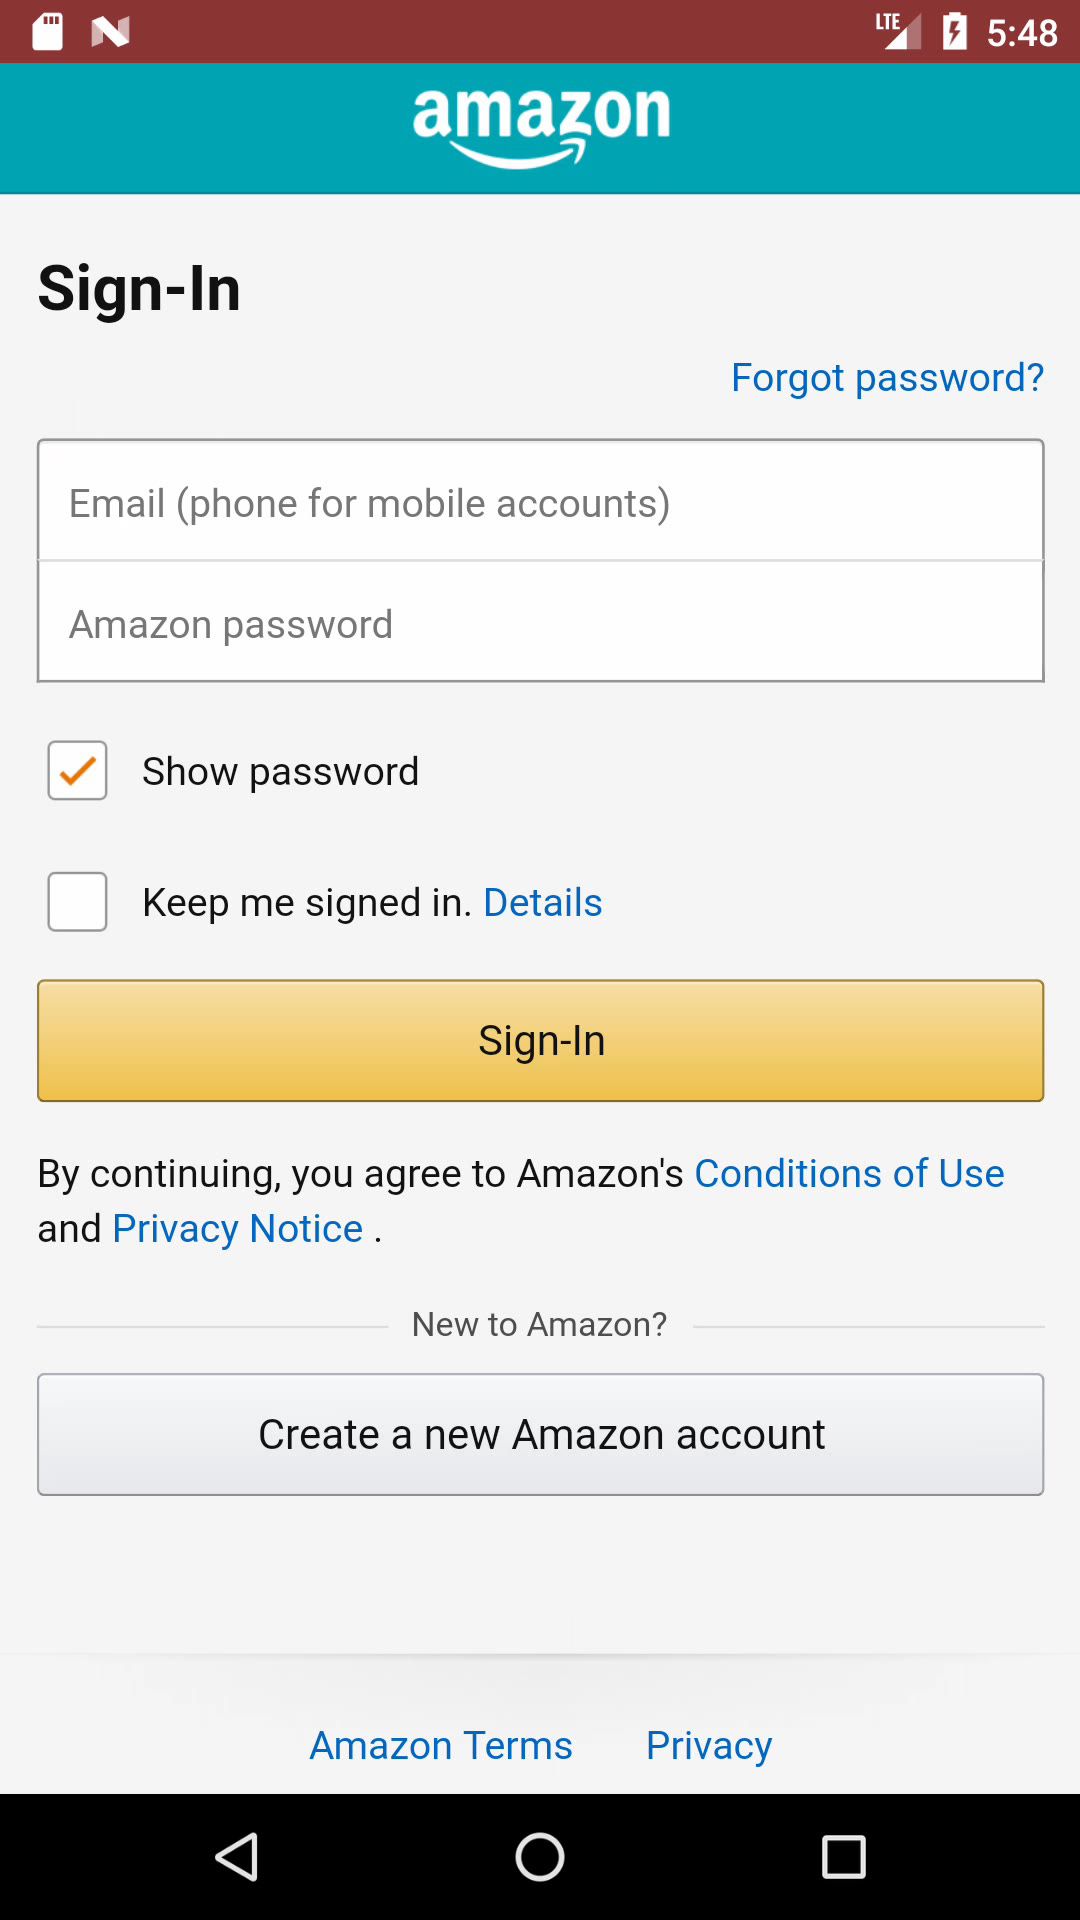 LTE 5:48
amazon
Sign-In
Forgot password?
Email (phone for mobile accounts)
Amazon password
Show password
Keep me signed in. Details
Sign-In
By continuing, you agree to Amazon's Conditions of Use
and Privacy Notice .
New to Amazon?
Create a new Amazon account
Amazon Terms Privacy